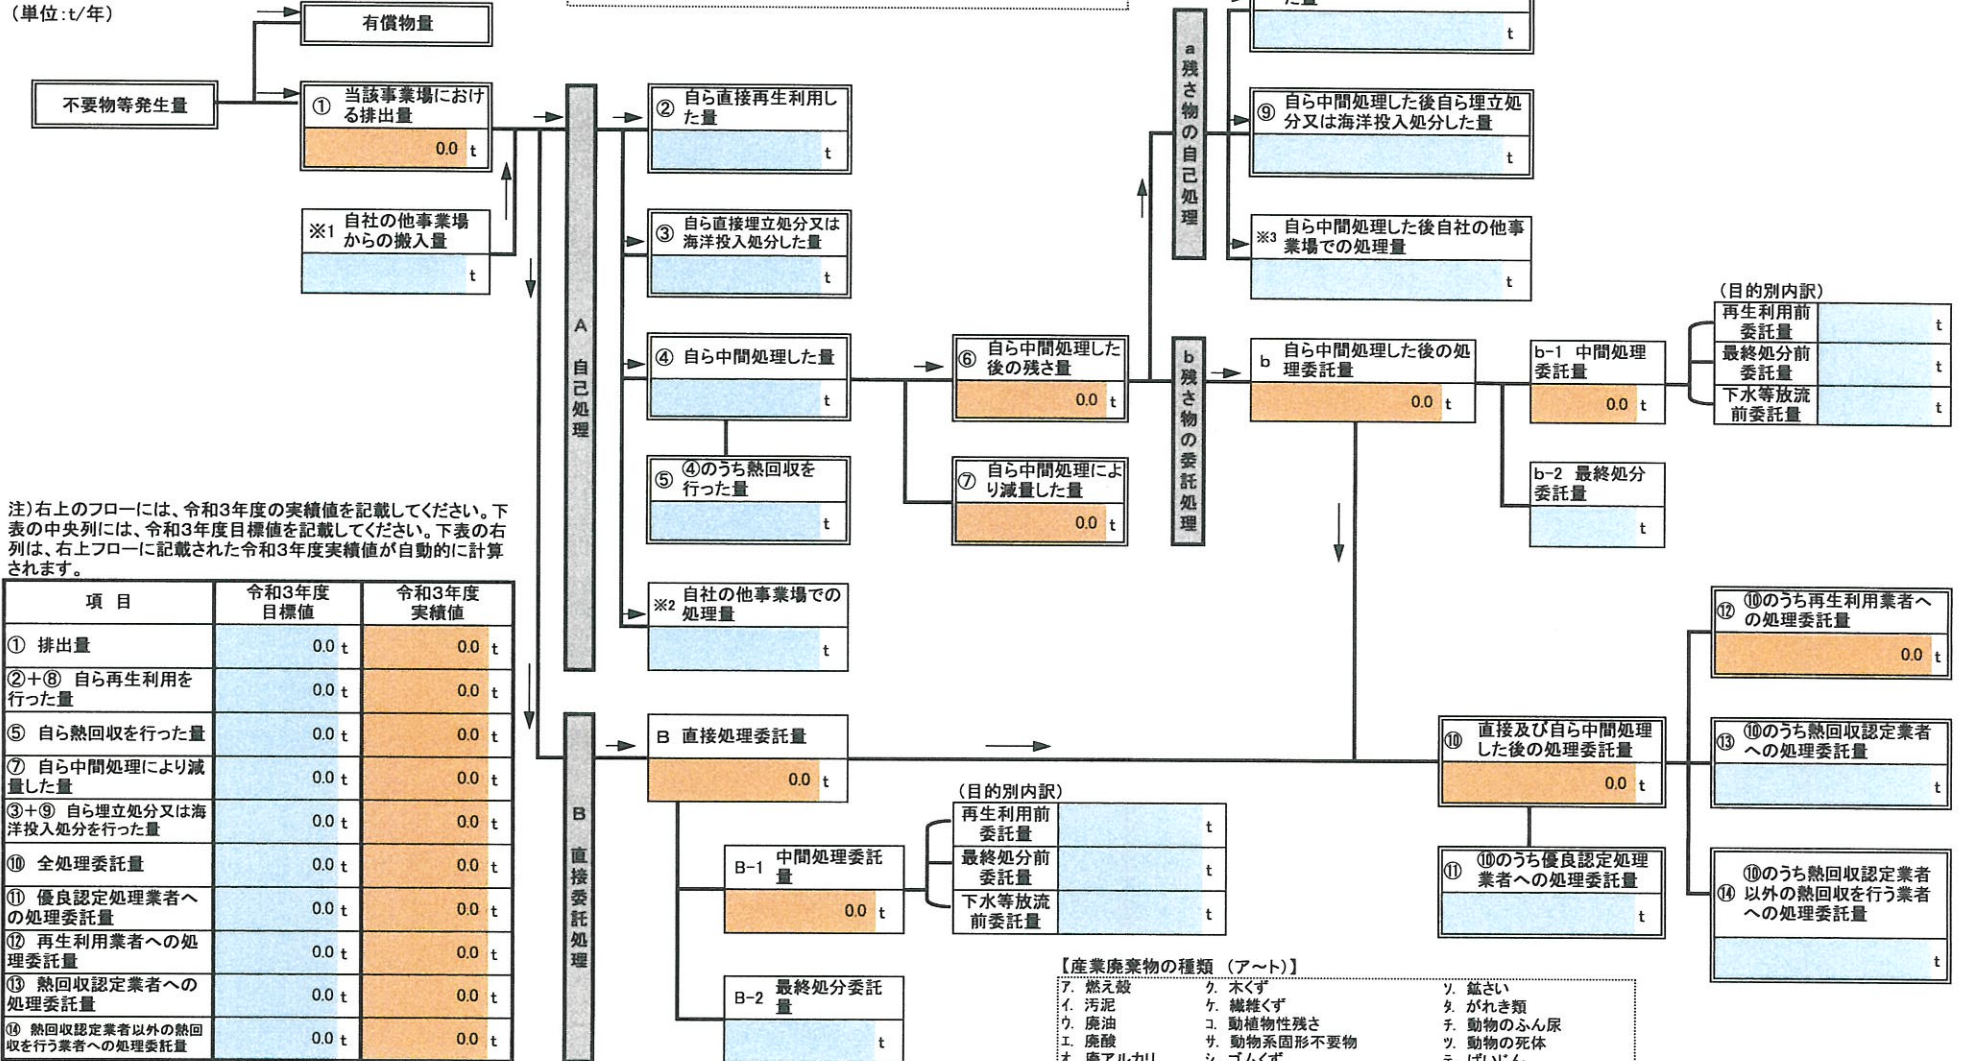 (単位:t/年)
有償物量
不要物等発生量
① 当該事業場におけ
る排出量
0.0 t
※1 自社の他事業場
からの搬入量
t
A 自己処理
② 自ら直接再生利用し
た量
t
③ 自ら直接埋立処分又は
海洋投入処分した量
t
④ 自ら中間処理した量
t
⑤ ④のうち熱回収を
行った量
t
※2 自社の他事業場での
処理量
t
⑥ 自ら中間処理した
後の残さ量
0.0 t
⑦ 自ら中間処理によ
り減量した量
0.0 t
a 残さ物の自己処理
た量
t
⑨ 自ら中間処理した後自ら埋立処
分又は海洋投入処分した量
t
※3 自ら中間処理した後自社の他事
業場での処理量
t
b 残さ物の委託処理
b 自ら中間処理した後の処
理委託量
0.0 t
b-1 中間処理
委託量
0.0 t
b-2 最終処分
委託量
t
(目的別内訳)
再生利用前
委託量
t
最終処分前
委託量
t
下水等放流
前委託量
t
注)右上のフローには、令和3年度の実績値を記載してください。下
表の中央列には、令和3年度目標値を記載してください。下表の右
列は、右上フローに記載された令和3年度実績値が自動的に計算
されます。
項 目 令和3年度 令和3年度
目標値 実績値
① 排出量 0.0 t 0.0 t
②+⑧ 自ら再生利用を
行った量 0.0 t 0.0 t
⑤ 自ら熱回収を行った量 0.0 t 0.0 t
⑦ 自ら中間処理により減
量した量 0.0 t 0.0 t
③+⑨ 自ら埋立処分又は海
洋投入処分を行った量 0.0 t 0.0 t
⑩ 全処理委託量 0.0 t 0.0 t
⑪ 優良認定処理業者へ
の処理委託量 0.0 t 0.0 t
⑫ 再生利用業者への処
理委託量 0.0 t 0.0 t
⑬ 熱回収認定業者への
処理委託量 0.0 t 0.0 t
⑭ 熱回収認定業者以外の熱回
収を行う業者への処理委託量 0.0 t 0.0 t
B 直接委託処理
B 直接処理委託量
0.0 t
B-1 中間処理委託
量
0.0 t
B-2 最終処分委託
量
t
(目的別内訳)
再生利用前
委託量
t
最終処分前
委託量
t
下水等放流
前委託量
t
⑩ 直接及び自ら中間処理
した後の処理委託量
0.0 t
⑪ ⑩のうち優良認定処理
業者への処理委託量
t
⑫ ⑩のうち再生利用業者へ
の処理委託量
0.0 t
⑬ ⑩のうち熱回収認定業者
への処理委託量
t
⑭ ⑩のうち熱回収認定業者
以外の熱回収を行う業者
への処理委託量
t
【産業廃棄物の種類 (ア~ト)】
ア. 燃え殻 ク. 木くず ソ. 鉱さい
イ. 汚泥 ケ. 繊維くず タ. がれき類
ウ. 廃油 コ. 動植物性残さ チ. 動物のふん尿
エ. 廃酸 サ. 動物系固形不要物 ツ. 動物の死体
オ. 廃アルカリ シ. ゴムくず テ. ばいじん